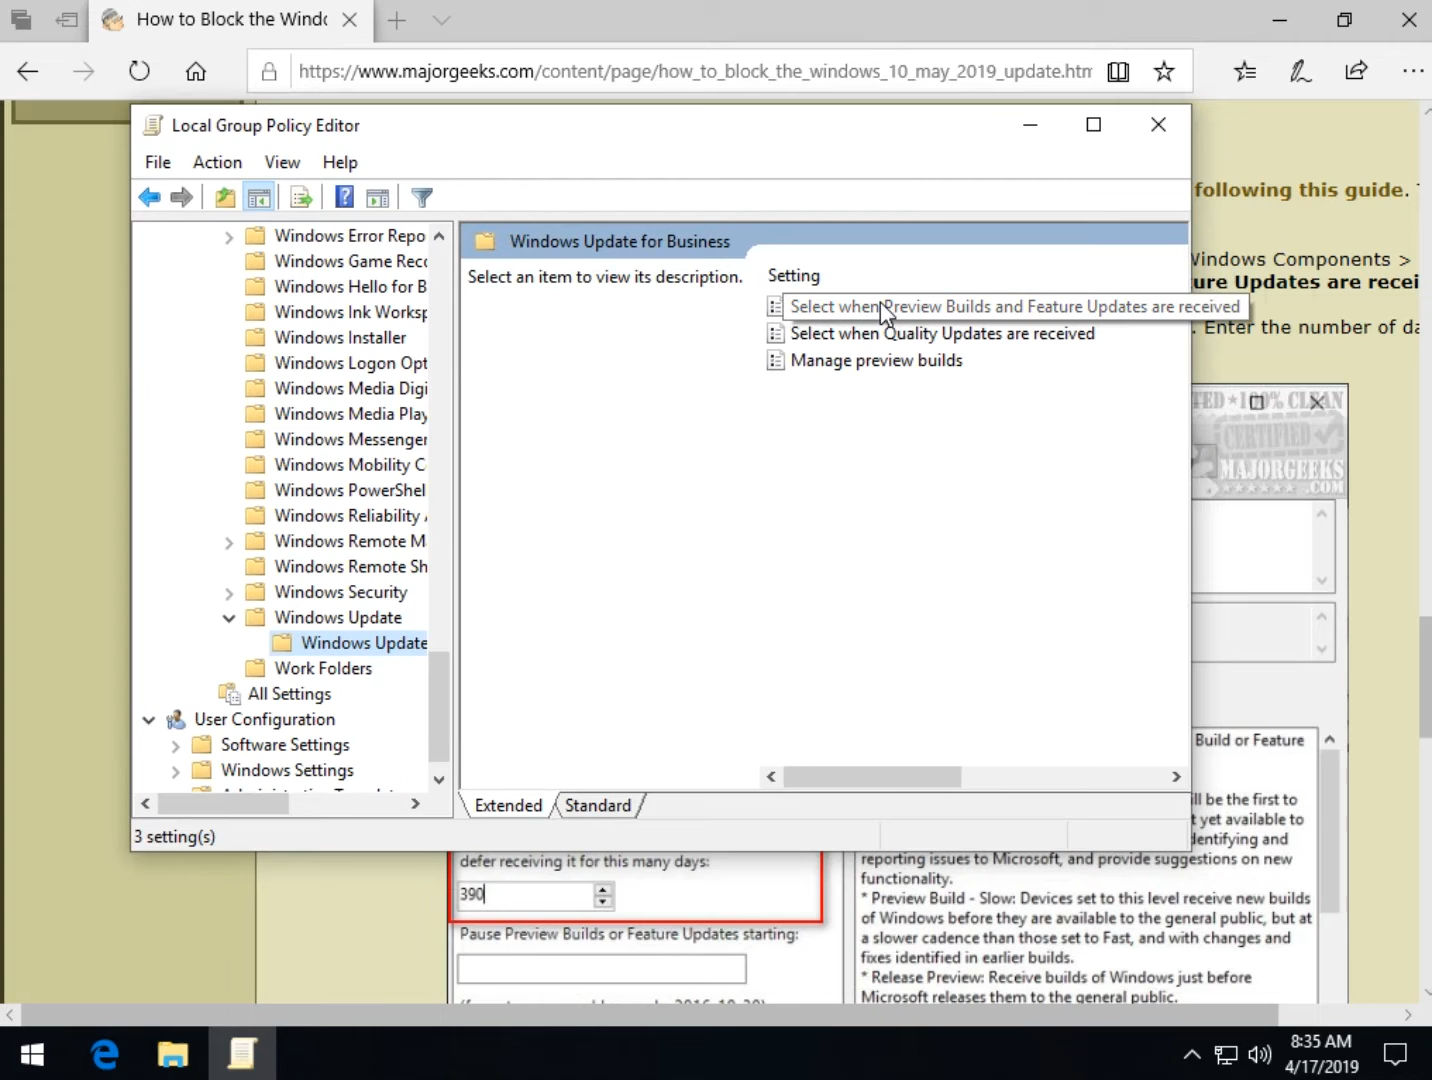 How to Block the Windo
https://www.majorgeeks.com/content/page/how_to_block_the_windows_10_may_2019_update.htm
Local Group Policy Editor
File Action View Help
following this guide.
Windows Components >
ure Updates are recei
. Enter the number of da
Windows Error Repo
Windows Game Reco
Windows Hello for B
Windows Ink Worksp
Windows Installer
Windows Logon Opt
Windows Media Digi
Windows Media Play
Windows Messenger
Windows Mobility C
Windows PowerShel
Windows Reliability
Windows Remote M
Windows Remote Sh
Windows Security
Windows Update
Windows Update
Work Folders
All Settings
User Configuration
Software Settings
Windows Settings
Windows Update for Business
Select an item to view its description.
Setting
Select when Preview Builds and Feature Updates are received
Select when Quality Updates are received
Manage preview builds
Extended Standard
3 setting(s)
TED ★100% CLEAN
CERTIFIED
MAJORGEEKS
.COM
Build or Feature
ll be the first to
t yet available to
dentifying and
reporting issues to Microsoft, and provide suggestions on new
functionality.
* Preview Build - Slow: Devices set to this level receive new builds
of Windows before they are available to the general public, but at
a slower cadence than those set to Fast, and with changes and
fixes identified in earlier builds.
* Release Preview: Receive builds of Windows just before
Microsoft releases them to the general public.
defer receiving it for this many days:
390
Pause Preview Builds or Feature Updates starting:
8:35 AM
4/17/2019